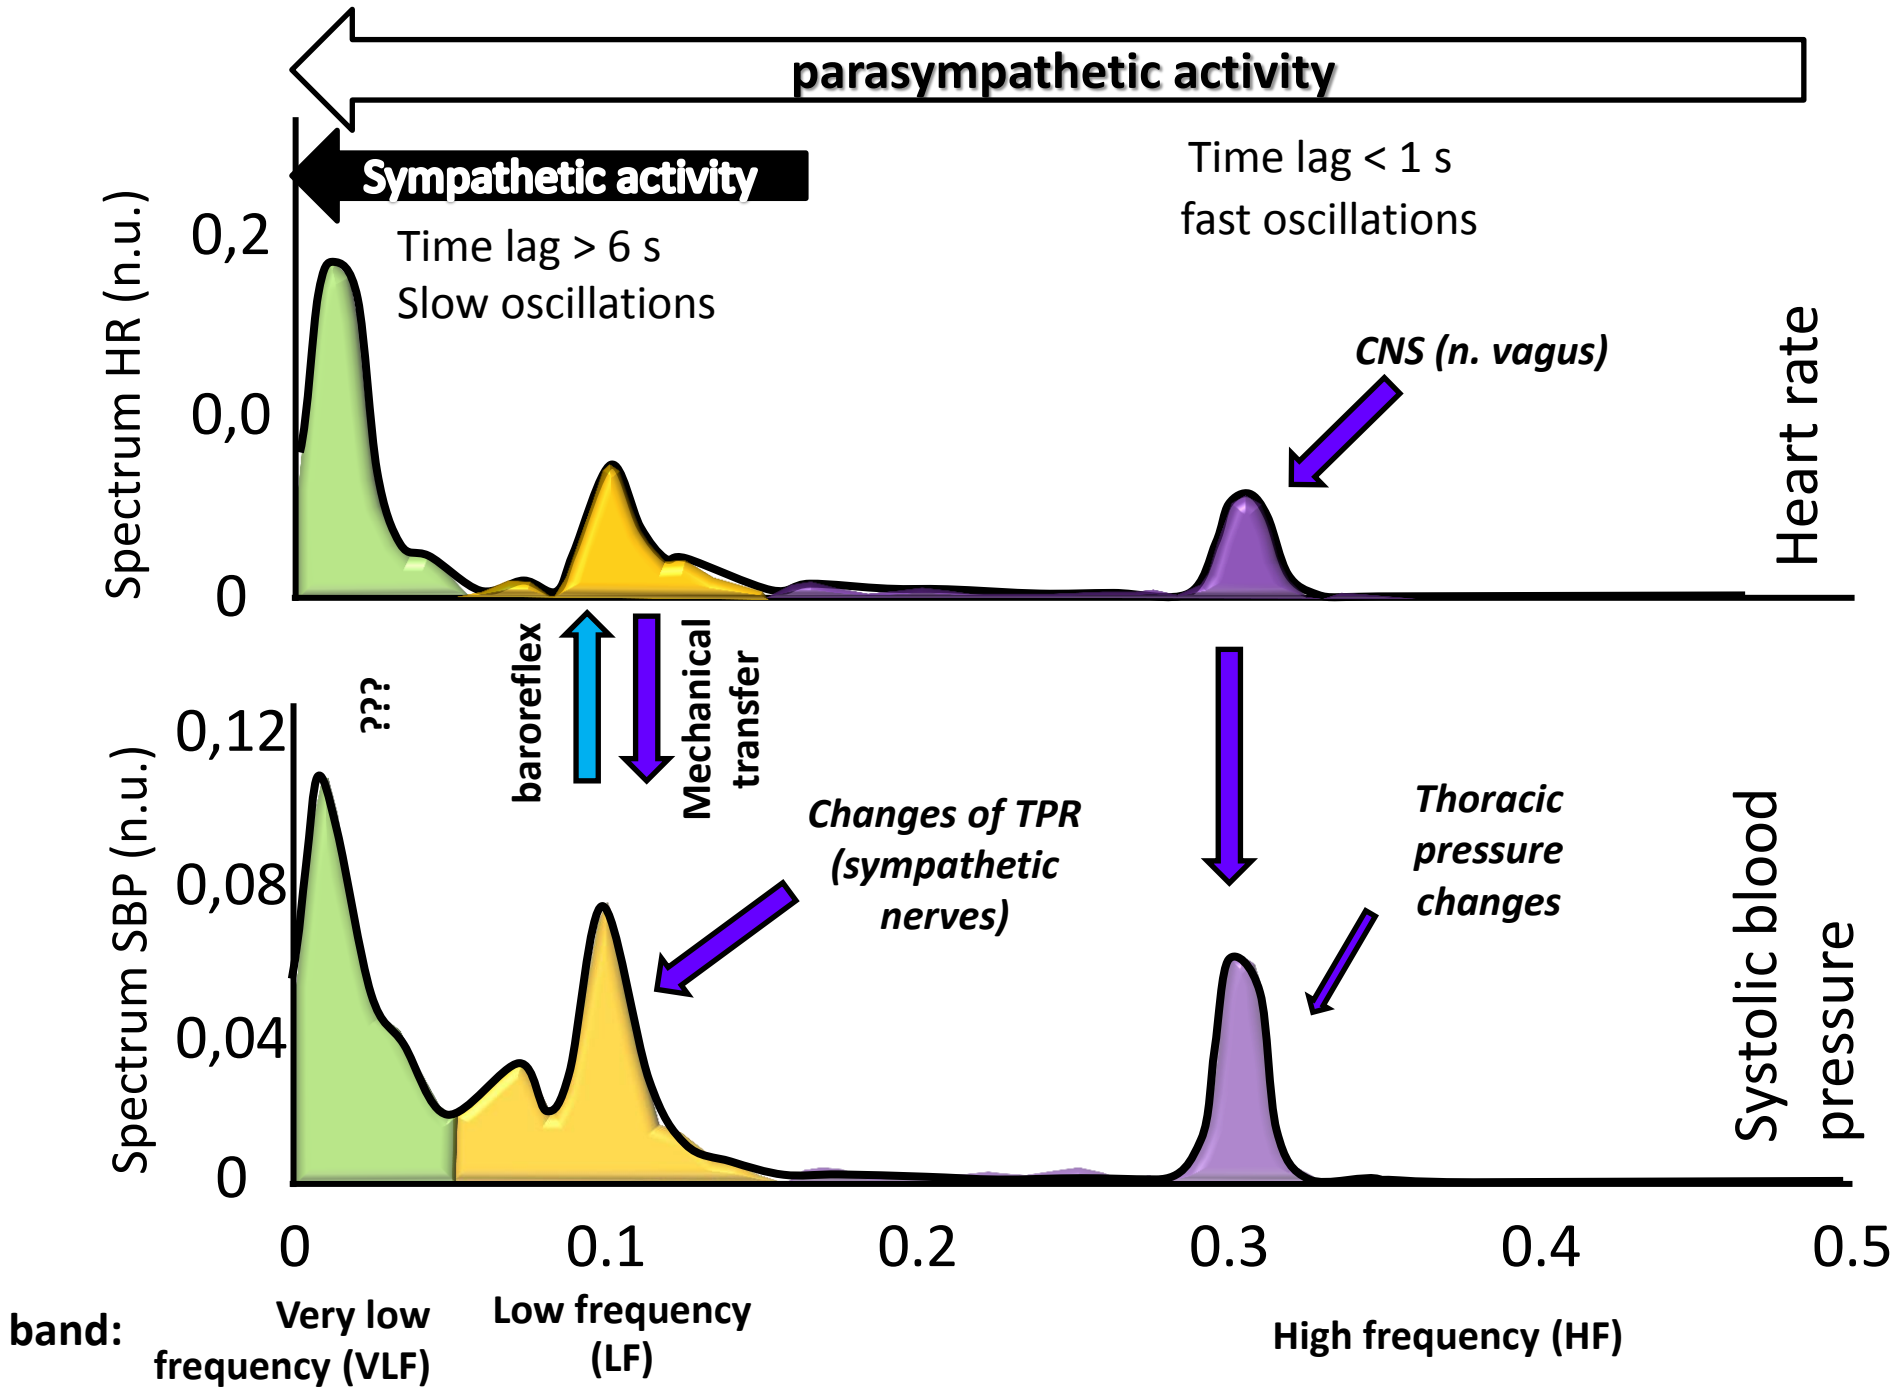 parasympathetic activity
Sympathetic activity
Time lag < 1 s
fast oscillations
Time lag > 6 s
Slow oscillations
Spectrum HR (n.u.)
0,2
0,0
0
CNS (n. vagus)
Heart rate
???
baroreflex
Mechanical
transfer
Spectrum SBP (n.u.)
0,12
0,08
0,04
0
Changes of TPR
(sympathetic
nerves)
Thoracic
pressure
changes
Systolic blood
pressure
0 0.1 0.2 0.3 0.4 0.5
band:
Very low
frequency (VLF)
Low frequency
(LF)
High frequency (HF)